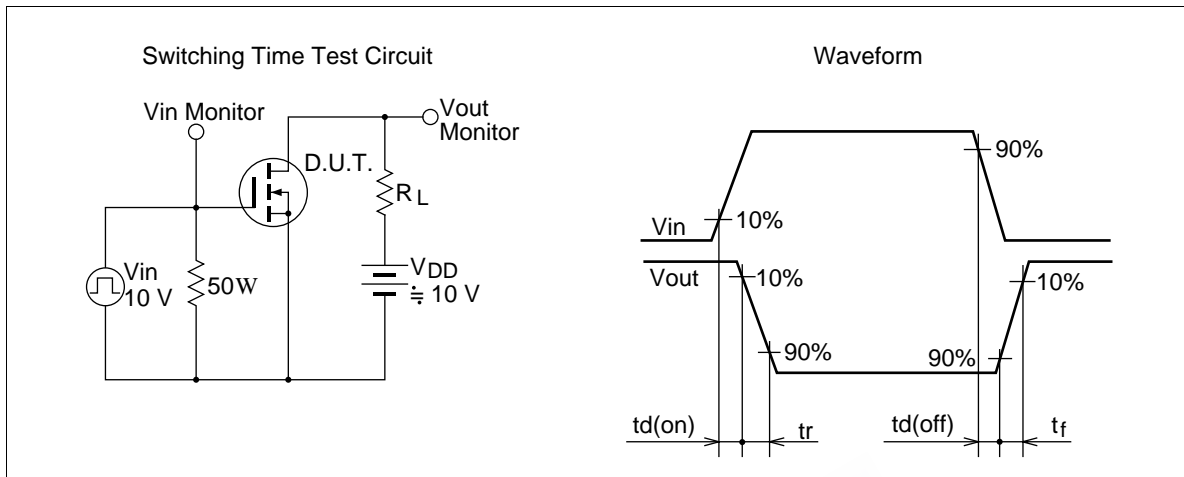 Switching Time Test Circuit
Vin Monitor
Vout
Monitor
D.U.T.
RL
Vin
10 V
50W
VDD
≒ 10 V
Waveform
90%
10%
Vin
Vout
10%
10%
90%
90%
td(on)
tr
td(off)
tf